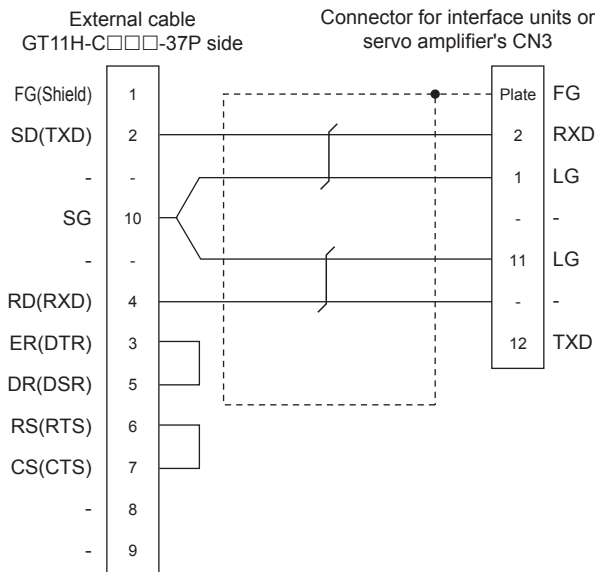 External cable
GT11H-C□□□-37P side
Connector for interface units or
servo amplifier's CN3
FG(Shield) 1 Plate FG
SD(TXD) 2 2 RXD
- - 1 LG
SG 10 - -
- - 11 LG
RD(RXD) 4 - -
ER(DTR) 3 12 TXD
DR(DSR) 5
RS(RTS) 6
CS(CTS) 7
- 8
- 9